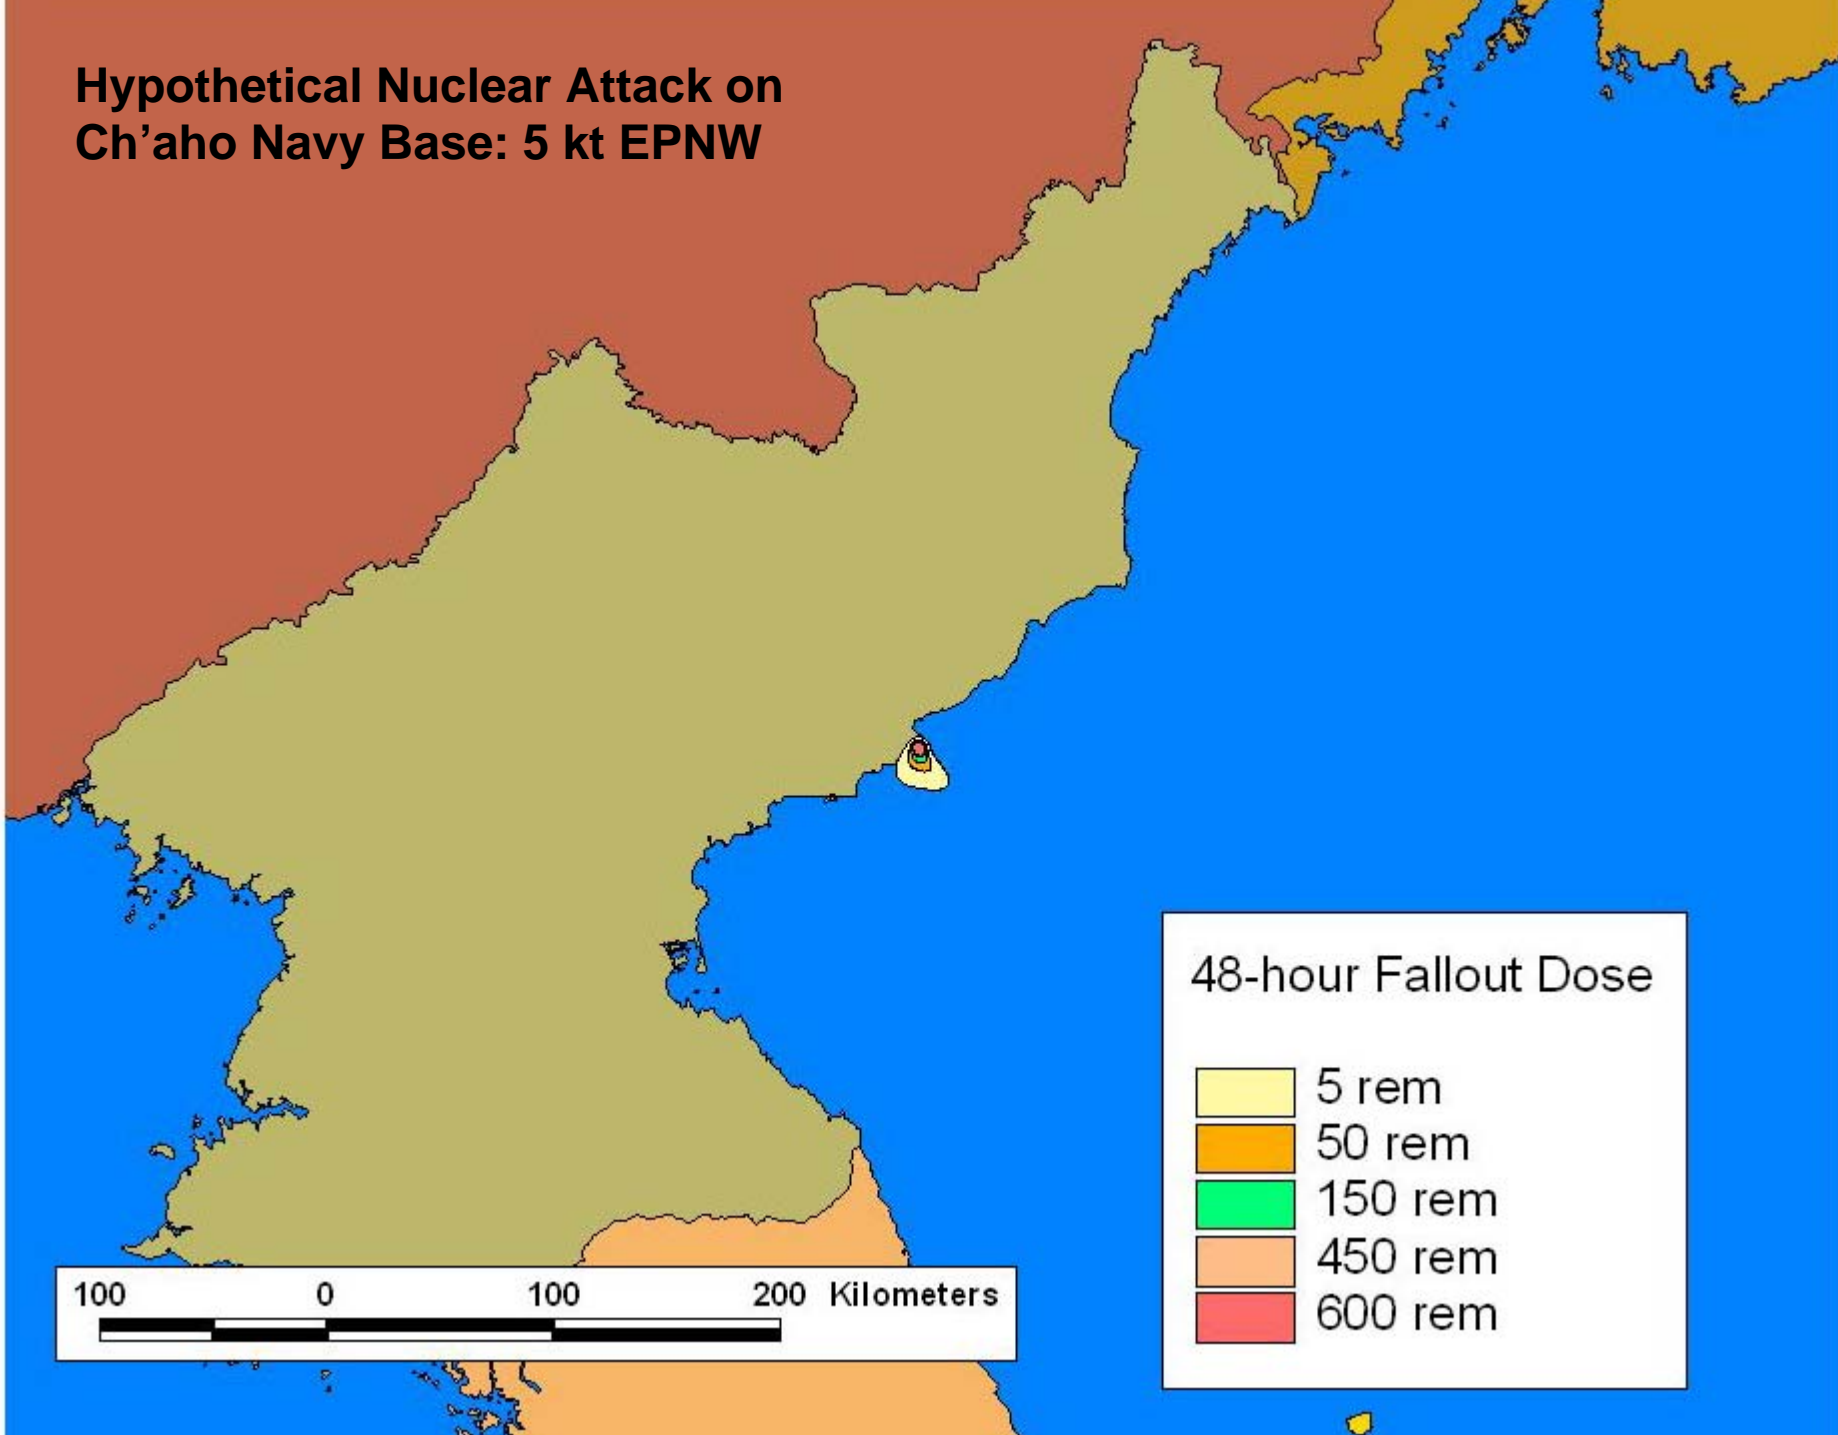 Hypothetical Nuclear Attack on
Ch’aho Navy Base: 5 kt EPNW
48-hour Fallout Dose
5 rem
50 rem
150 rem
450 rem
600 rem
100 0 100 200 Kilometers